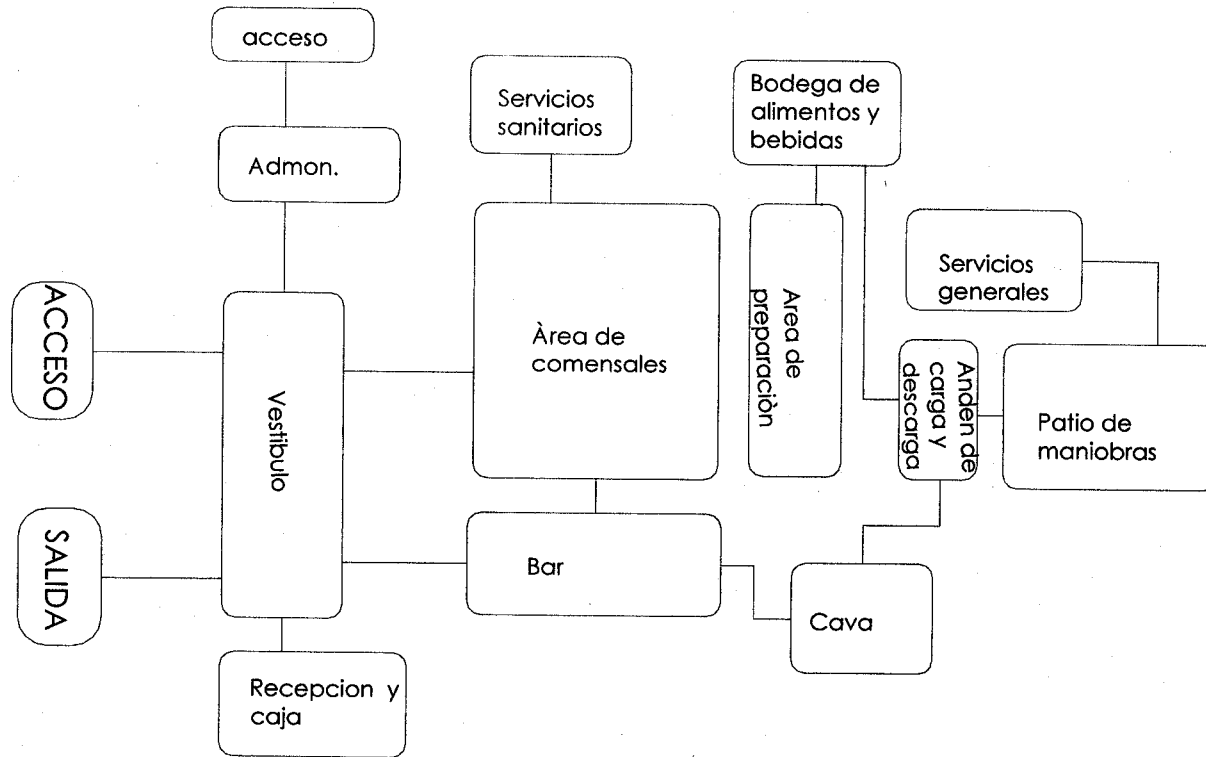 acceso
Servicios
sanitarios
Bodega de
alimentos y
bebidas
Admon.
Servicios
generales
ACCESO
Vestibulo
Àrea de
comensales
Area de
preparaciòn
Anden de
carga y
descarga
Patio de
maniobras
SALIDA
Bar
Cava
Recepcion y
caja